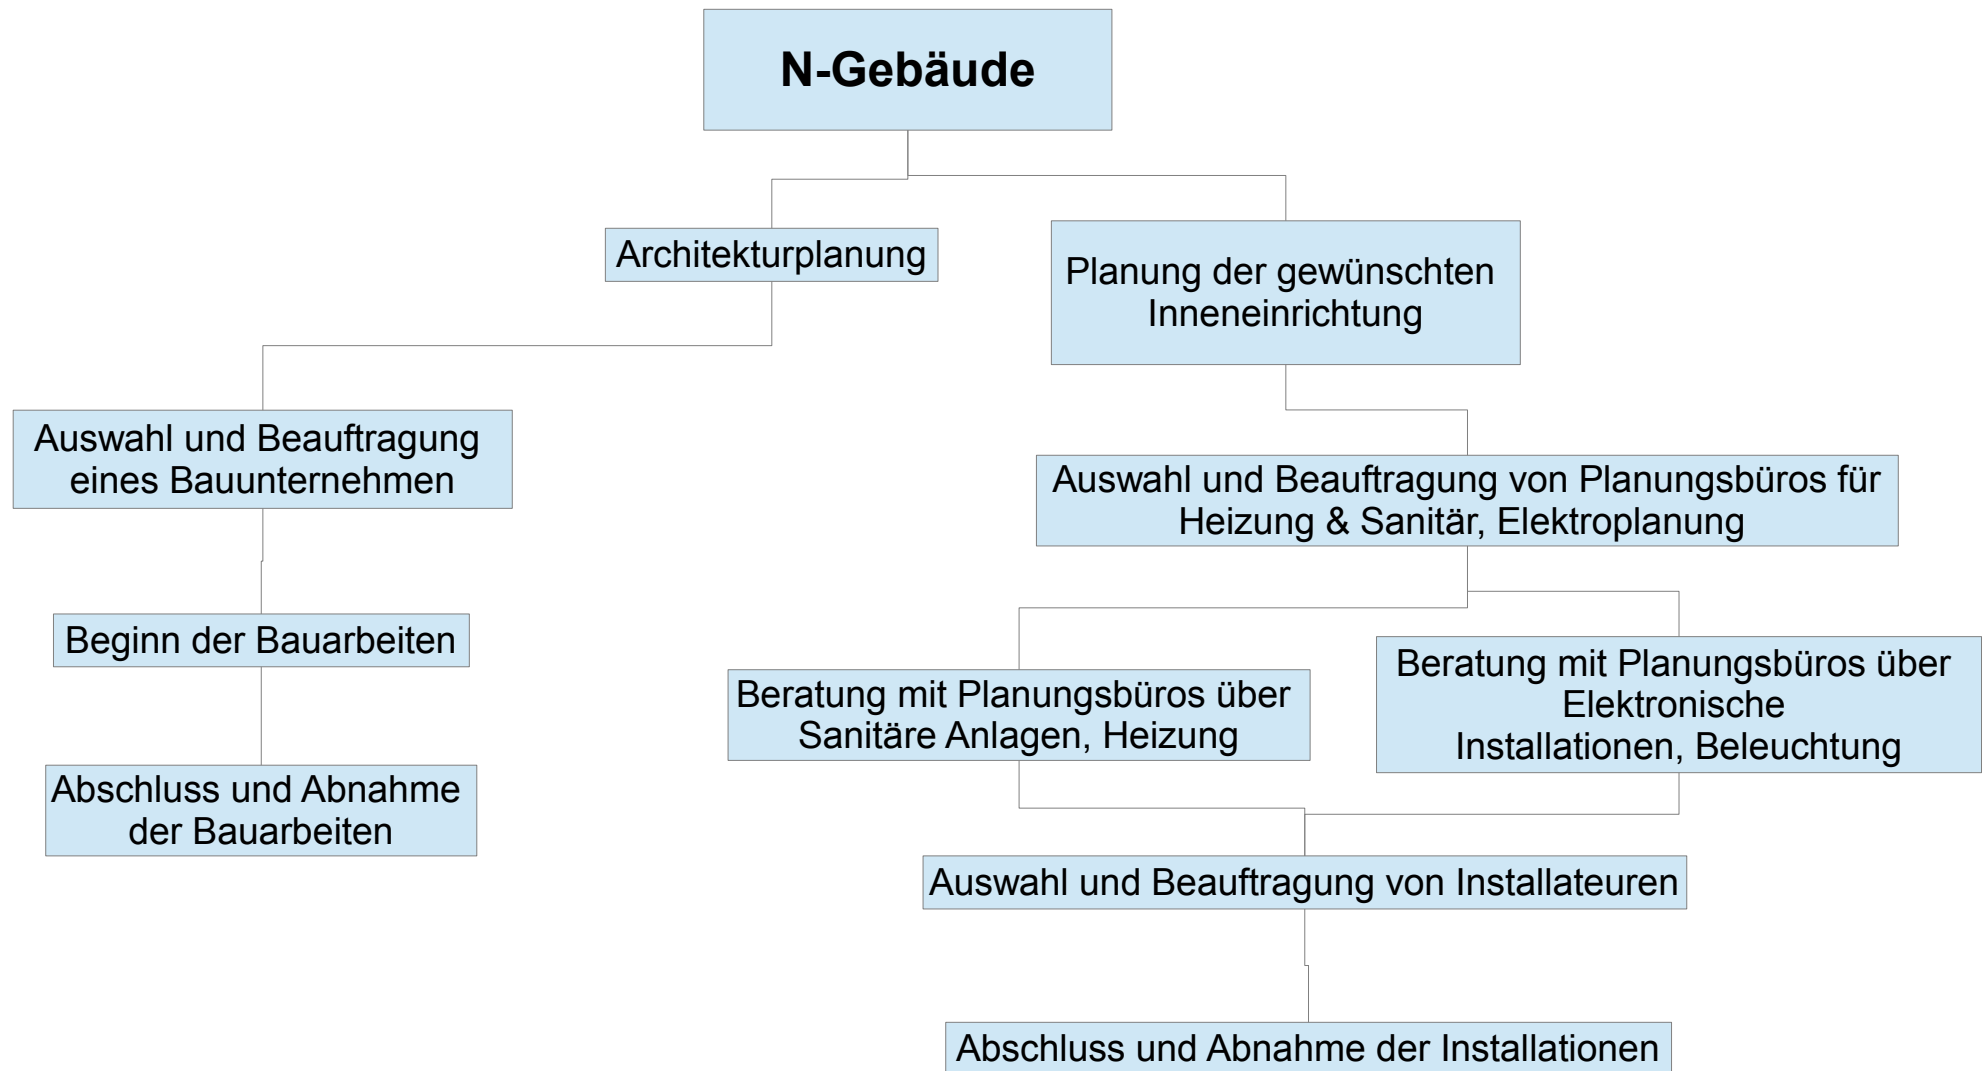 N-Gebäude
Architekturplanung
Planung der gewünschten
Inneneinrichtung
Auswahl und Beauftragung
eines Bauunternehmen
Auswahl und Beauftragung von Planungsbüros für
Heizung & Sanitär, Elektroplanung
Beginn der Bauarbeiten
Beratung mit Planungsbüros über
Sanitäre Anlagen, Heizung
Beratung mit Planungsbüros über
Elektronische
Installationen, Beleuchtung
Abschluss und Abnahme
der Bauarbeiten
Auswahl und Beauftragung von Installateuren
Abschluss und Abnahme der Installationen